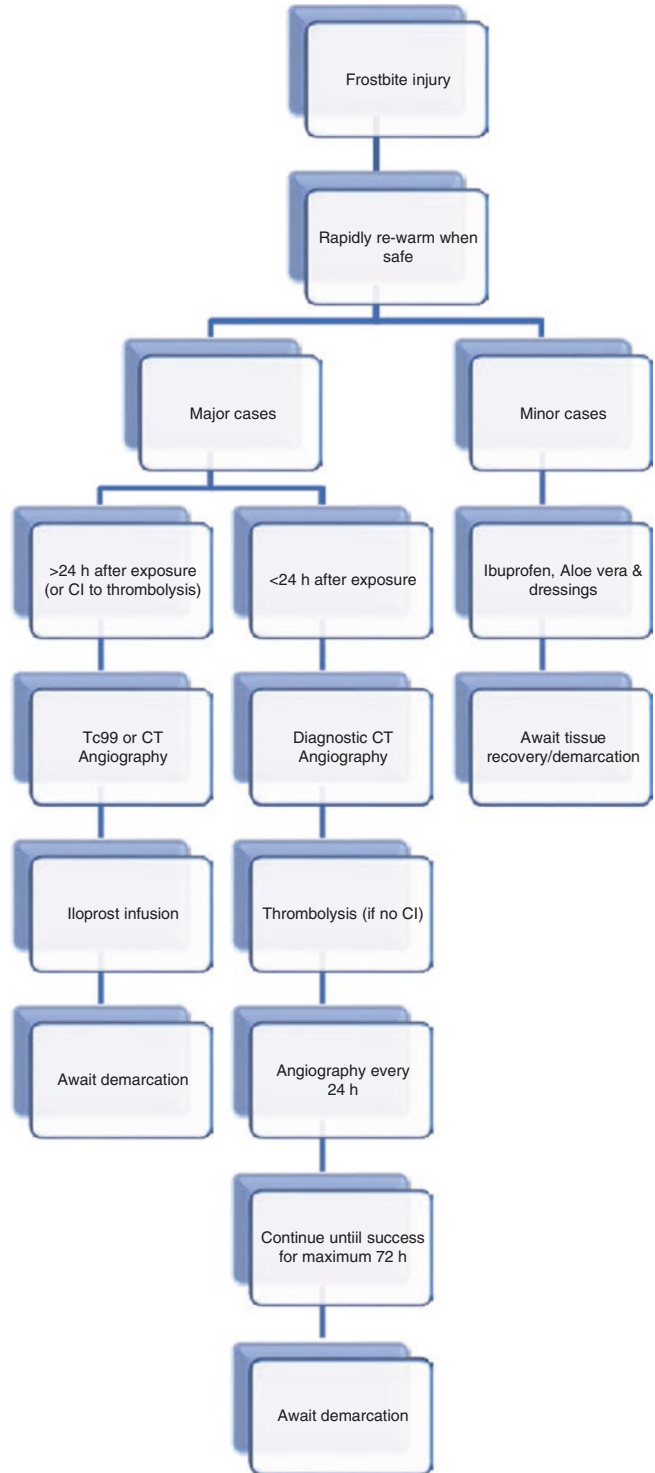 Frostbite injury
Rapidly re-warm when
safe
Major cases
Minor cases
>24 h after exposure
(or CI to thrombolysis)
<24 h after exposure
Ibuprofen, Aloe vera &
dressings
Tc99 or CT
Angiography
Diagnostic CT
Angiography
Await tissue
recovery/demarcation
Iloprost infusion
Thrombolysis (if no CI)
Await demarcation
Angiography every
24 h
Continue untiil success
for maximum 72 h
Await demarcation